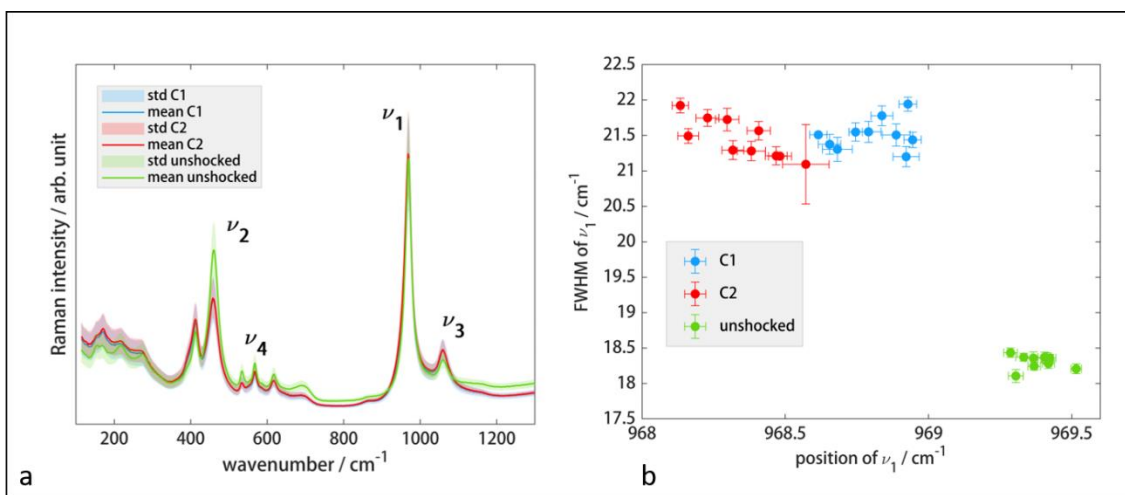 std C1
mean C1
std C2
mean C2
std unshocked
mean unshocked
ν1
ν2
ν4
ν3
Raman intensity / arb. unit
200 400 600 800 1000 1200
wavenumber / cm-1
a
22.5
22
21.5
21
20.5
20
19.5
19
18.5
18
17.5
FWHM of ν1 / cm-1
C1
C2
unshocked
968 968.5 969 969.5
position of ν1 / cm-1
b